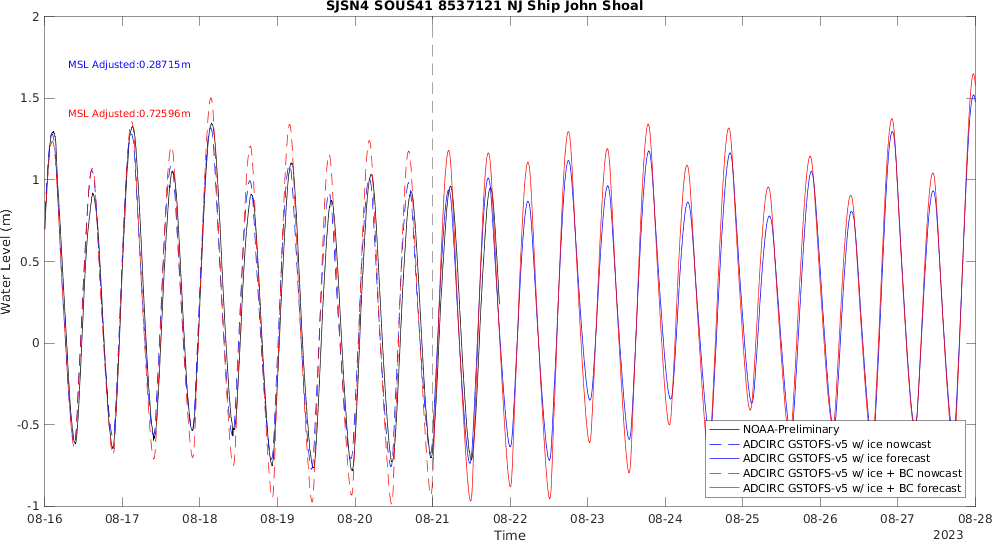 SJSN4 SOUS41 8537121 NJ Ship John Shoal
2
1.5
1
0.5
0
-0.5
-1
Water Level (m)
MSL Adjusted:0.28715m
MSL Adjusted:0.72596m
NOAA-Preliminary
ADCIRC GSTOFS-v5 w/ ice nowcast
ADCIRC GSTOFS-v5 w/ ice forecast
ADCIRC GSTOFS-v5 w/ ice + BC nowcast
ADCIRC GSTOFS-v5 w/ ice + BC forecast
08-16 08-17 08-18 08-19 08-20 08-21 08-22 08-23 08-24 08-25 08-26 08-27 08-28
Time
2023